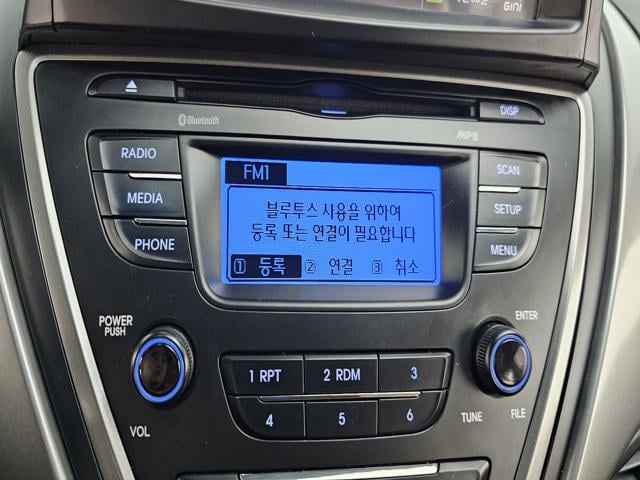 GINI
DISP
Bluetooth
MP3
RADIO
MEDIA
PHONE
FM1
블루투스 사용을 위하여
등록 또는 연결이 필요합니다
1 등록 2 연결 3 취소
SCAN
SETUP
MENU
POWER
PUSH
VOL
ENTER
TUNE
FILE
1 RPT
2 RDM
3
4
5
6